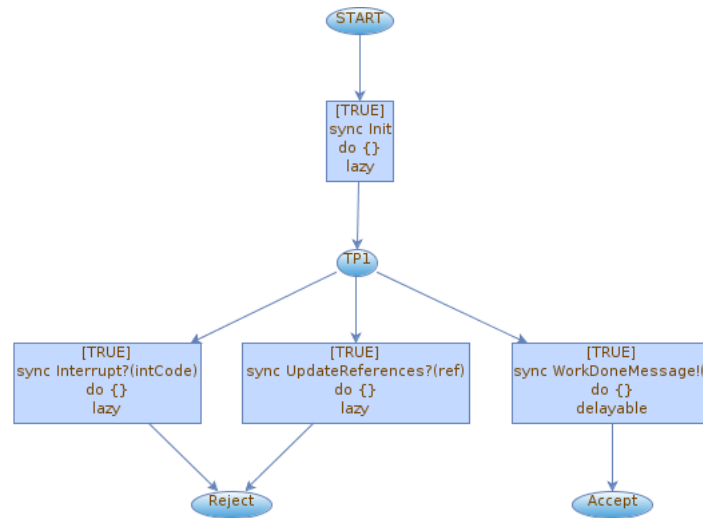 START
[TRUE]
sync Init
do {}
lazy
TP1
[TRUE]
sync Interrupt?(intCode)
do {}
lazy
[TRUE]
sync UpdateReferences?(ref)
do {}
lazy
[TRUE]
sync WorkDoneMessage!(
do {}
delayable
Reject
Accept